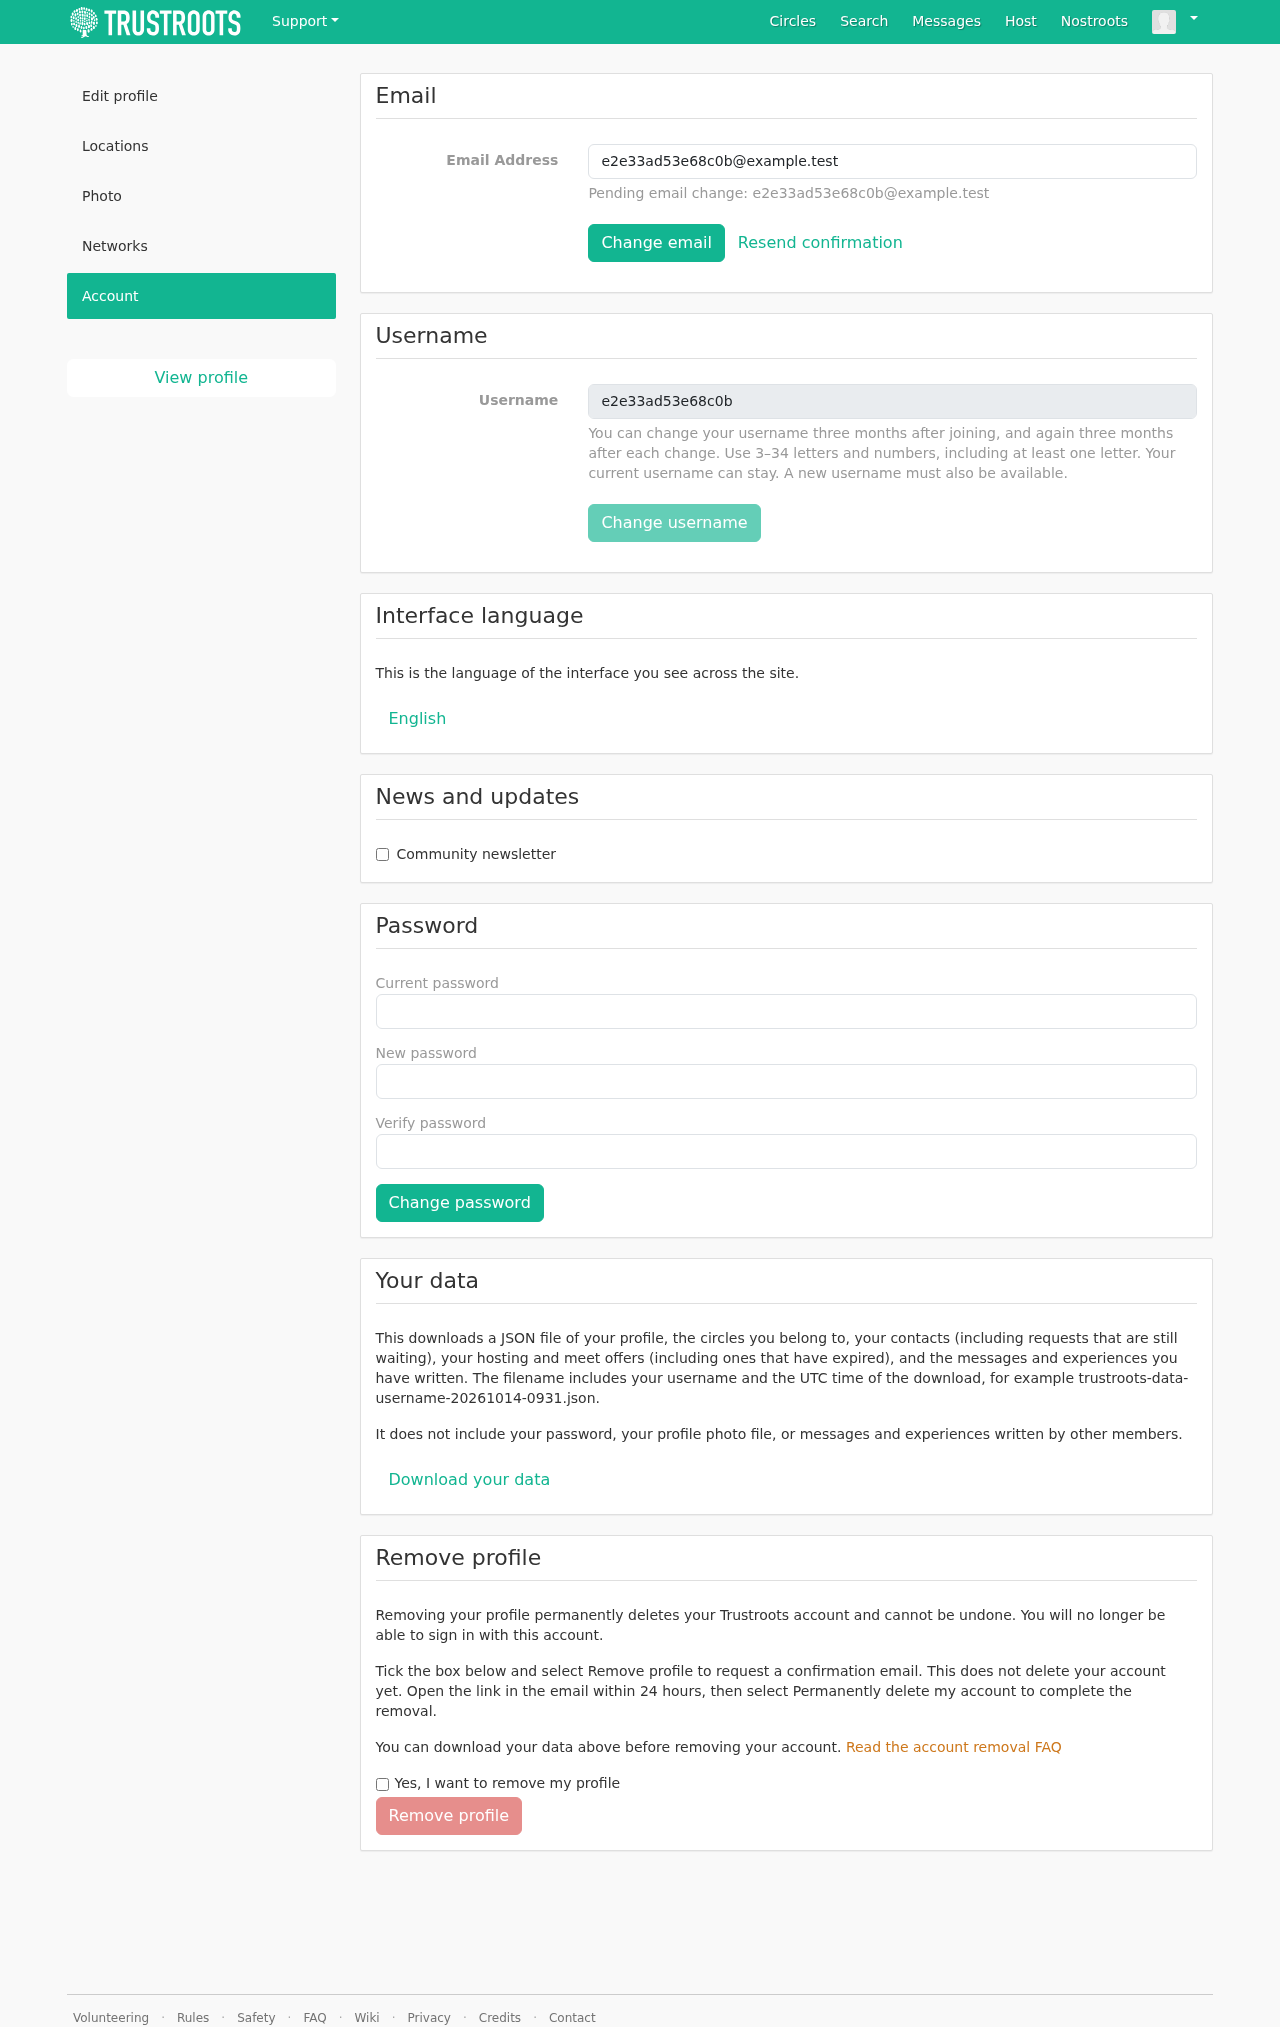 TRUSTROOTS Support Circles Search Messages Host Nostroots
Edit profile
Locations
Photo
Networks
Account
View profile
Email
Email Address e2e33ad53e68c0b@example.test
Pending email change: e2e33ad53e68c0b@example.test
Change email Resend confirmation
Username
Username e2e33ad53e68c0b
You can change your username three months after joining, and again three months
after each change. Use 3–34 letters and numbers, including at least one letter. Your
current username can stay. A new username must also be available.
Change username
Interface language
This is the language of the interface you see across the site.
English
News and updates
Community newsletter
Password
Current password
New password
Verify password
Change password
Your data
This downloads a JSON file of your profile, the circles you belong to, your contacts (including requests that are still
waiting), your hosting and meet offers (including ones that have expired), and the messages and experiences you
have written. The filename includes your username and the UTC time of the download, for example trustroots-data-
username-20261014-0931.json.
It does not include your password, your profile photo file, or messages and experiences written by other members.
Download your data
Remove profile
Removing your profile permanently deletes your Trustroots account and cannot be undone. You will no longer be
able to sign in with this account.
Tick the box below and select Remove profile to request a confirmation email. This does not delete your account
yet. Open the link in the email within 24 hours, then select Permanently delete my account to complete the
removal.
You can download your data above before removing your account. Read the account removal FAQ
Yes, I want to remove my profile
Remove profile
Volunteering · Rules · Safety · FAQ · Wiki · Privacy · Credits · Contact